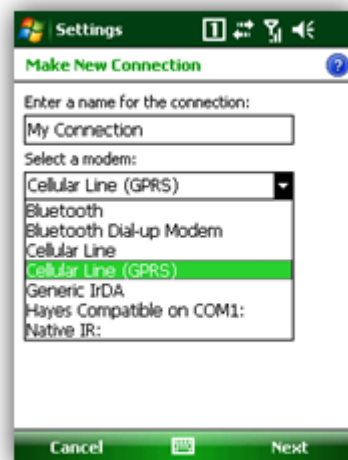 Settings
1
Make New Connection
?
Enter a name for the connection:
My Connection
Select a modem:
Cellular Line (GPRS)
Bluetooth
Bluetooth Dial-up Modem
Cellular Line
Cellular Line (GPRS)
Generic IrDA
Hayes Compatible on COM1:
Native IR:
Cancel
Next